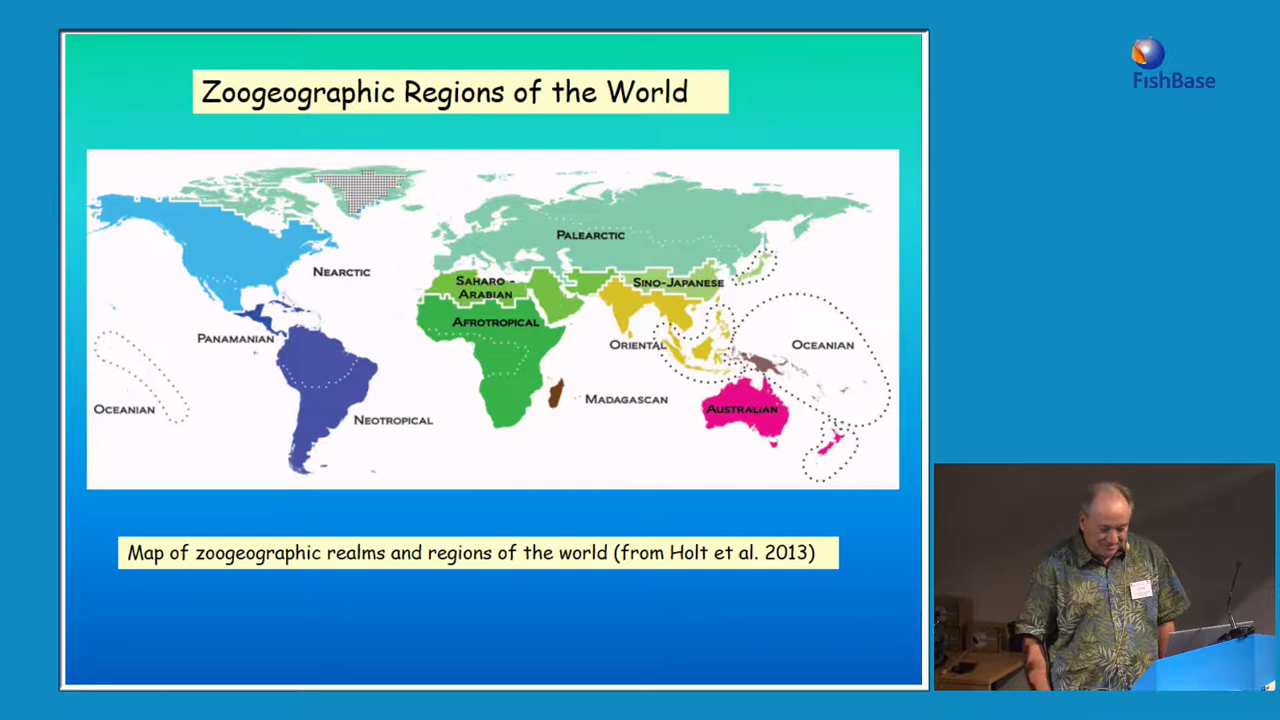 Zoogeographic Regions of the World
FishBase
PALEARCTIC
NEARCTIC
SAHARO -
ARABIAN
SINO-JAPANESE
AFROTROPICAL
PANAMANIAN
ORIENTAL
OCEANIAN
MADAGASCAN
OCEANIAN
AUSTRALIAN
NEOTROPICAL
Map of zoogeographic realms and regions of the world (from Holt et al. 2013)